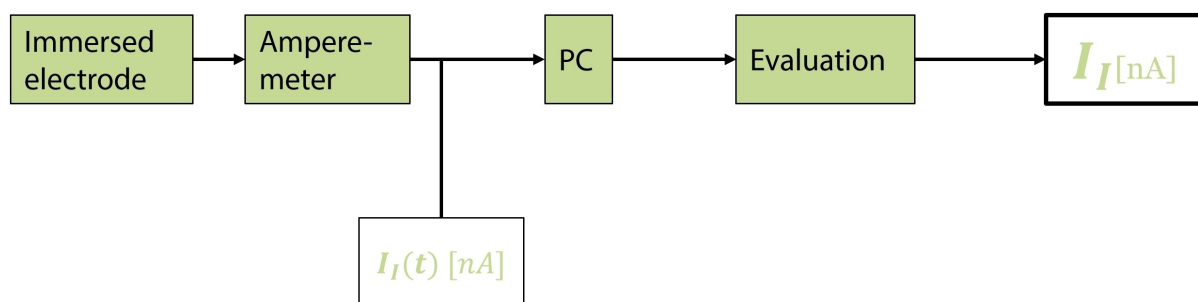 Immersed
electrode
Ampere-
meter
PC
Evaluation
I_I [nA]
I_I(t) [nA]